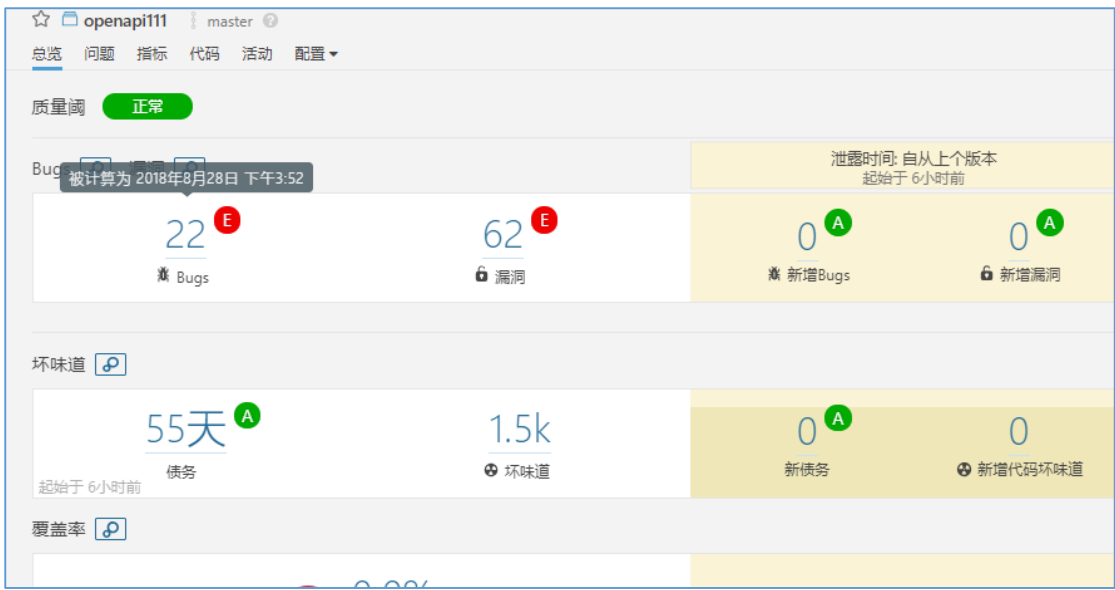 openapi111 master
总览 问题 指标 代码 活动 配置
质量阈 正常
Bugs 漏洞
被计算为 2018年8月28日 下午3:52
泄露时间: 自从上个版本
起始于 6小时前
22 E 62 E 0 A 0 A
Bugs 漏洞 新增Bugs 新增漏洞
坏味道
55天 A 1.5k 0 A 0
债务 坏味道 新债务 新增代码坏味道
起始于 6小时前
覆盖率